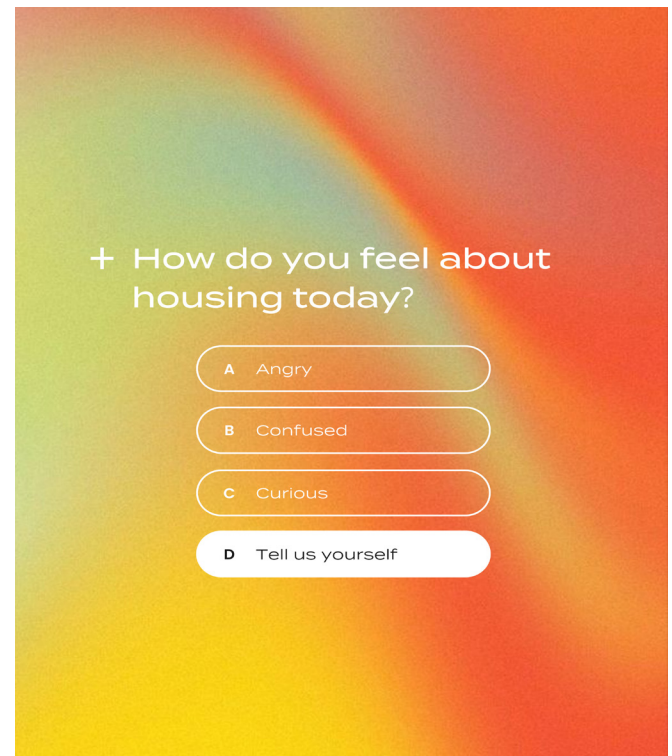 + How do you feel about
housing today?
A Angry
B Confused
C Curious
D Tell us yourself